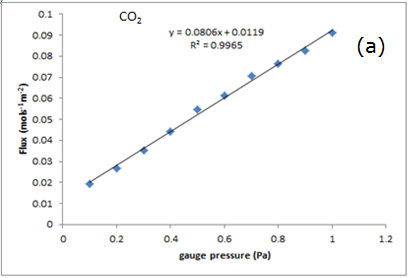 CO₂
y = 0.0806x + 0.0119
R² = 0.9965
(a)
0.1
0.09
0.08
0.07
0.06
0.05
0.04
0.03
0.02
0.01
0
Flux (mols⁻¹m⁻²)
0 0.2 0.4 0.6 0.8 1 1.2
gauge pressure (Pa)